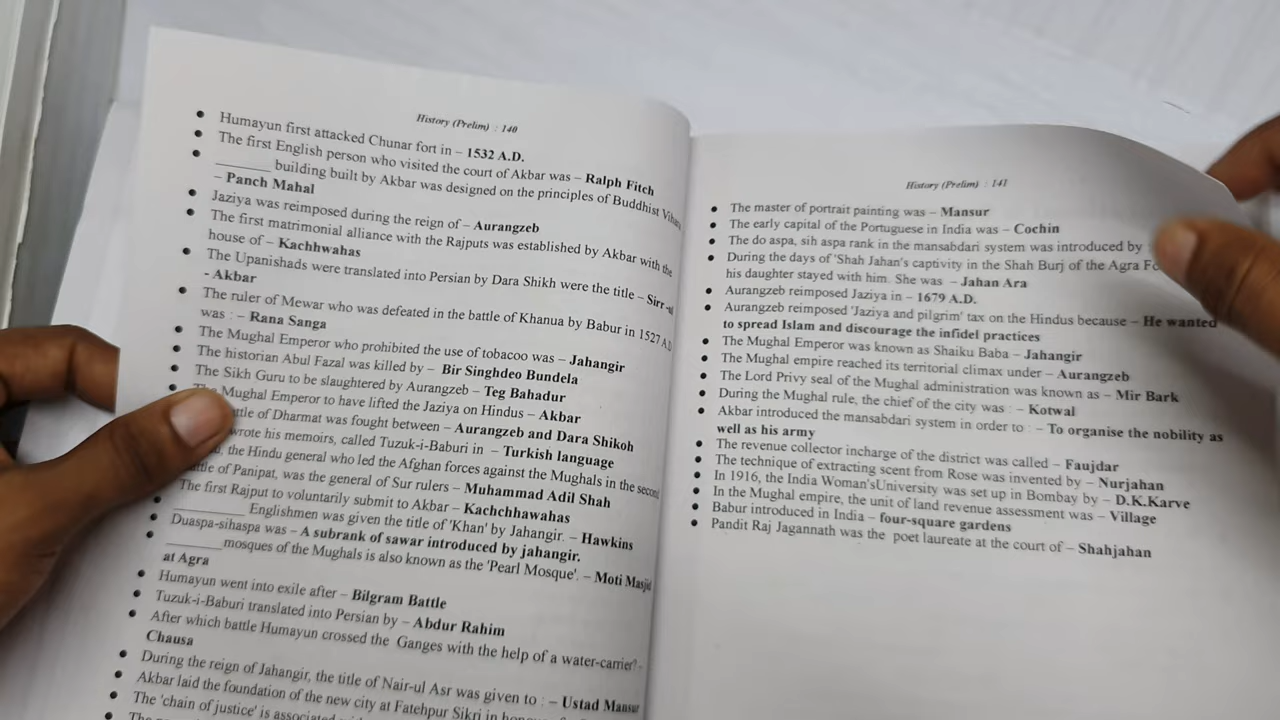 History (Prelim) : 140
Humayun first attacked Chunar fort in – 1532 A.D.
The first English person who visited the court of Akbar was – Ralph Fitch
_______ building built by Akbar was designed on the principles of Buddhist
– Panch Mahal
Jaziya was reimposed during the reign of – Aurangzeb
The first matrimonial alliance with the Rajputs was established by Akbar with the
house of – Kachhwahas
The Upanishads were translated into Persian by Dara Shikh were the title – Sirr-ul
- Akbar
The ruler of Mewar who was defeated in the battle of Khanua by Babur in 1527 A.D
was : – Rana Sanga
The Mughal Emperor who prohibited the use of tobacoo was – Jahangir
The historian Abul Fazal was killed by – Bir Singhdeo Bundela
The Sikh Guru to be slaughtered by Aurangzeb – Teg Bahadur
The Mughal Emperor to have lifted the Jaziya on Hindus – Akbar
of Dharmat was fought between – Aurangzeb and Dara Shikoh
wrote his memoirs, called Tuzuk-i-Baburi in – Turkish language
the Hindu general who led the Afghan forces against the Mughals in the second
of Panipat, was the general of Sur rulers – Muhammad Adil Shah
The first Rajput to voluntarily submit to Akbar – Kachchhawahas
_______ Englishmen was given the title of 'Khan' by Jahangir. – Hawkins
Duaspa-sihaspa was – A subrank of sawar introduced by jahangir.
_______ mosques of the Mughals is also known as the 'Pearl Mosque'. – Moti Masjid
at Agra
Humayun went into exile after – Bilgram Battle
Tuzuk-i-Baburi translated into Persian by – Abdur Rahim
After which battle Humayun crossed the Ganges with the help of a water-carrier? -
Chausa
During the reign of Jahangir, the title of Nair-ul Asr was given to : – Ustad Mansur
Akbar laid the foundation of the new city at Fatehpur Sikri in
The 'chain of justice' is
History (Prelim) : 141
The master of portrait painting was – Mansur
The early capital of the Portuguese in India was – Cochin
The do aspa, sih aspa rank in the mansabdari system was introduced by
During the days of 'Shah Jahan's captivity in the Shah Burj of the Agra
his daughter stayed with him. She was – Jahan Ara
Aurangzeb reimposed Jaziya in – 1679 A.D.
Aurangzeb reimposed 'Jaziya and pilgrim' tax on the Hindus because – He wanted
to spread Islam and discourage the infidel practices
The Mughal Emperor was known as Shaiku Baba – Jahangir
The Mughal empire reached its territorial climax under – Aurangzeb
The Lord Privy seal of the Mughal administration was known as – Mir Bark
During the Mughal rule, the chief of the city was : – Kotwal
Akbar introduced the mansabdari system in order to : – To organise the nobility as
well as his army
The revenue collector incharge of the district was called – Faujdar
The technique of extracting scent from Rose was invented by – Nurjahan
In 1916, the India Woman'sUniversity was set up in Bombay by – D.K.Karve
In the Mughal empire, the unit of land revenue assessment was – Village
Babur introduced in India – four-square gardens
Pandit Raj Jagannath was the poet laureate at the court of – Shahjahan